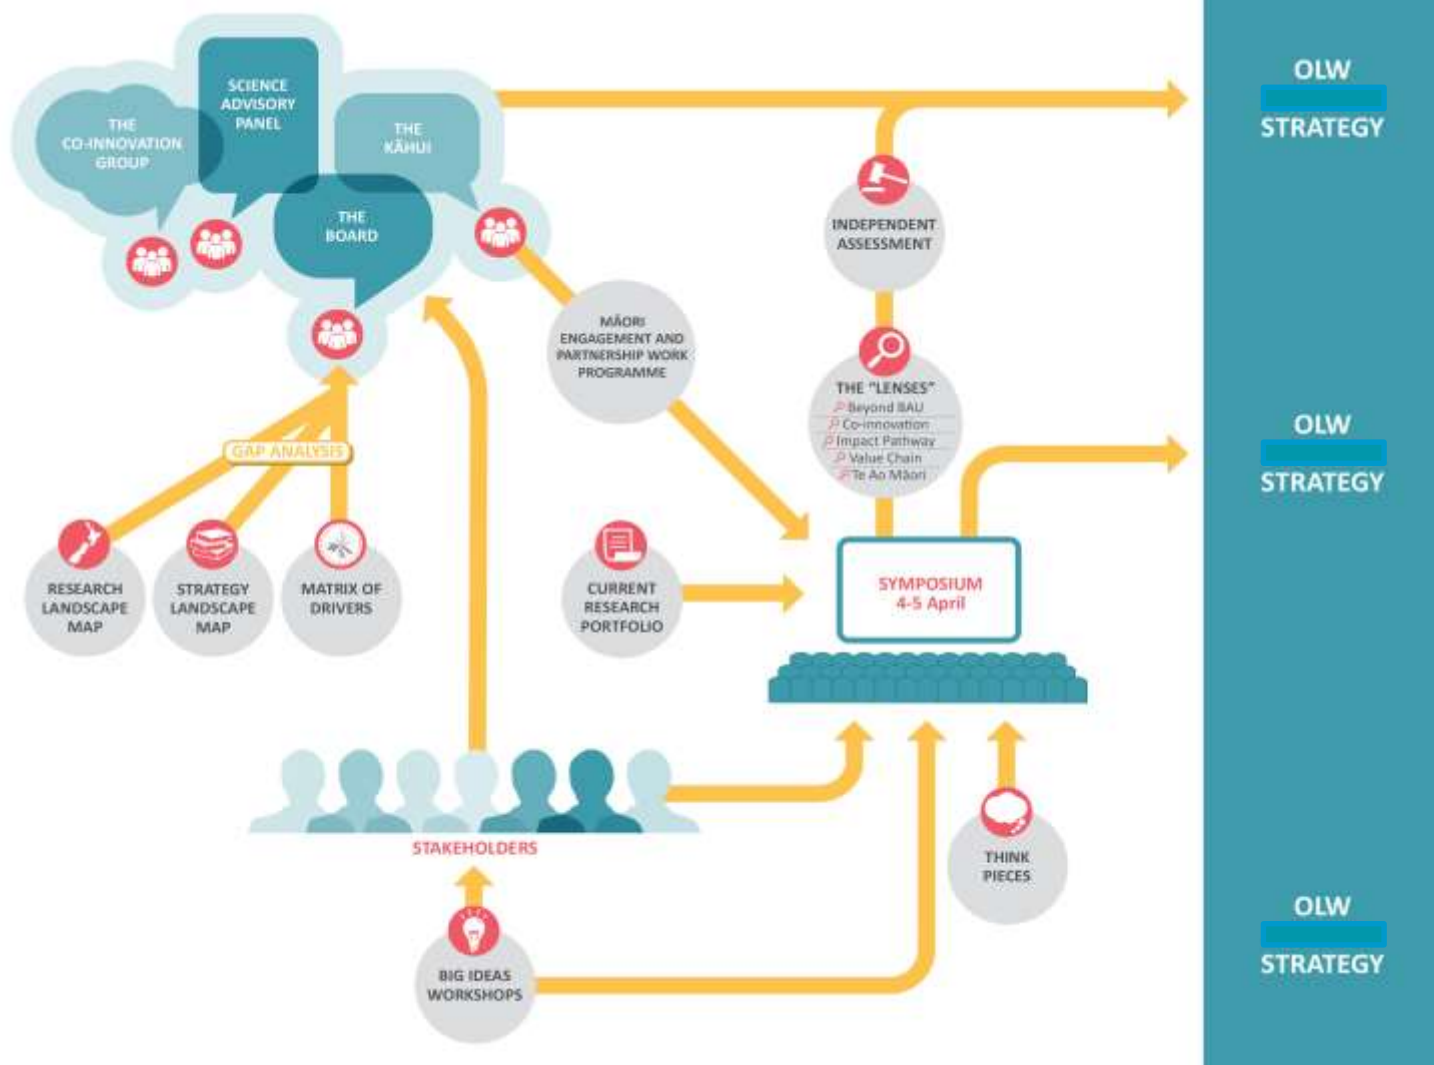 THE
CO-INNOVATION
GROUP
SCIENCE
ADVISORY
PANEL
THE
KĀHUI
THE
BOARD
OLW
STRATEGY
INDEPENDENT
ASSESSMENT
MĀORI
ENGAGEMENT AND
PARTNERSHIP WORK
PROGRAMME
THE "LENSES"
Beyond BAU
Co-innovation
Impact Pathway
Value Chain
Te Ao Māori
GAP ANALYSIS
OLW
STRATEGY
RESEARCH
LANDSCAPE
MAP
STRATEGY
LANDSCAPE
MAP
MATRIX OF
DRIVERS
CURRENT
RESEARCH
PORTFOLIO
SYMPOSIUM
4-5 April
STAKEHOLDERS
THINK
PIECES
BIG IDEAS
WORKSHOPS
OLW
STRATEGY